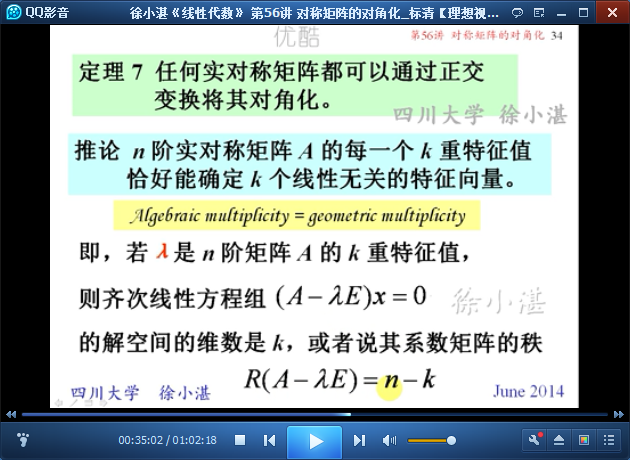 QQ影音
徐小湛《线性代数》 第56讲 对称矩阵的对角化_标清【理想视...
优酷
第56讲 对称矩阵的对角化 34
定理 7 任何实对称矩阵都可以通过正交
变换将其对角化。
四川大学 徐小湛
推论 n 阶实对称矩阵 A 的每一个 k 重特征值
恰好能确定 k 个线性无关的特征向量。
Algebraic multiplicity = geometric multiplicity
即，若 λ 是 n 阶矩阵 A 的 k 重特征值，
则齐次线性方程组 (A－λE)x＝0
徐小湛
的解空间的维数是 k，或者说其系数矩阵的秩
R(A－λE)＝n－k
四川大学 徐小湛
June 2014
00:35:02 / 01:02:18